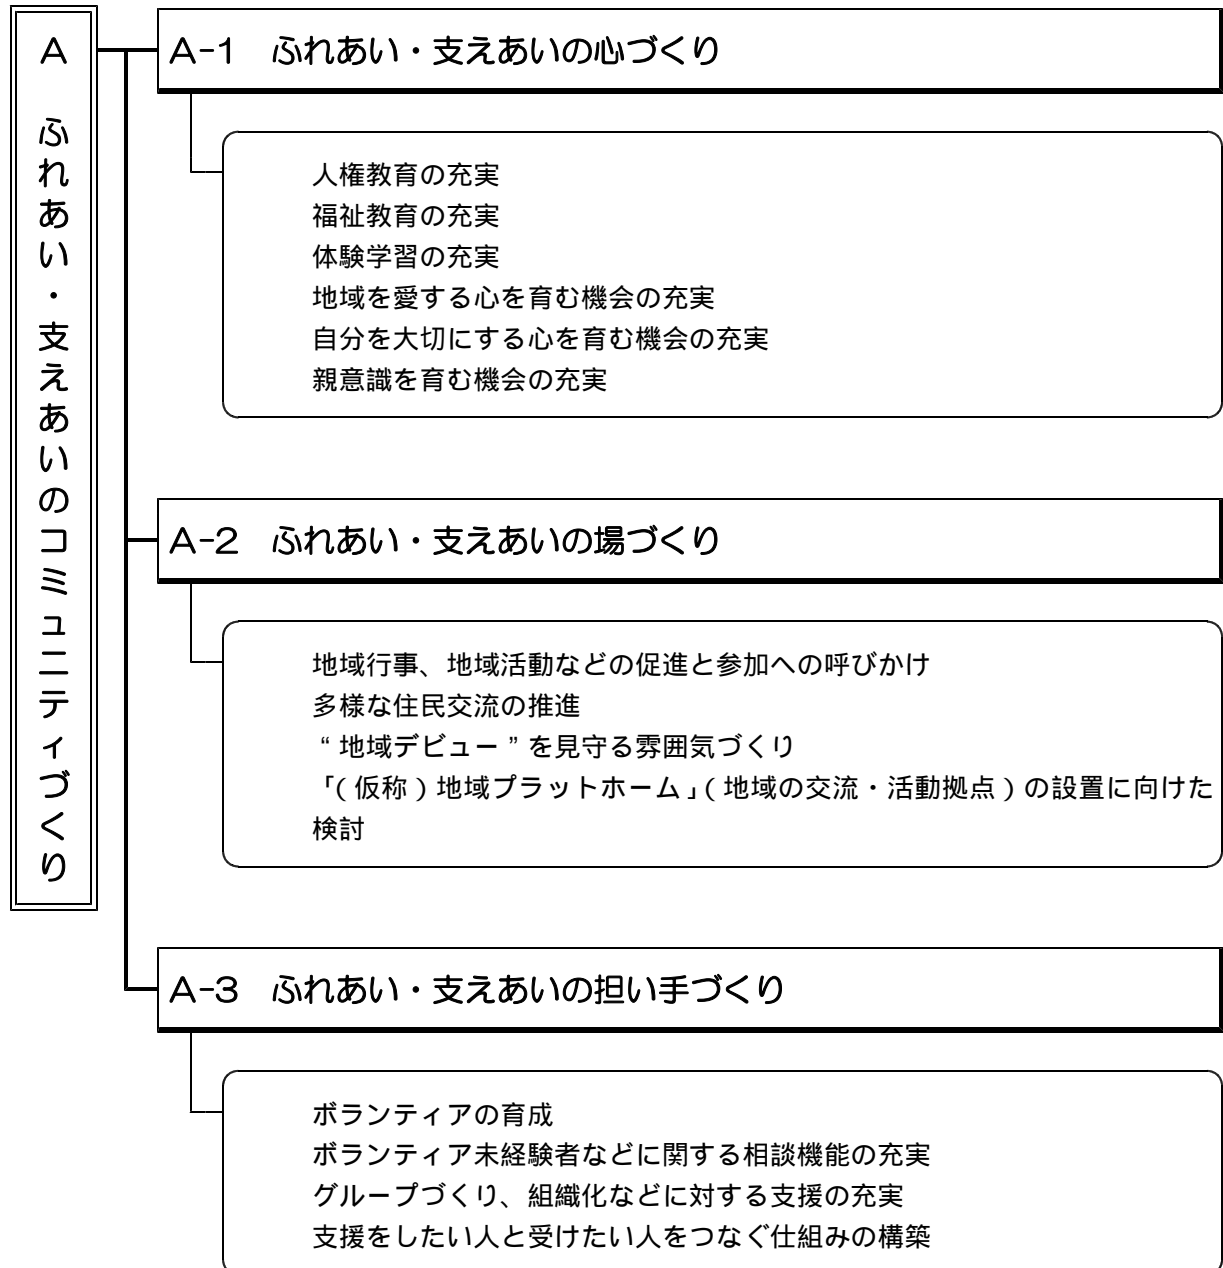 A ふれあい・支えあいのコミュニティづくり
A-1 ふれあい・支えあいの心づくり
人権教育の充実
福祉教育の充実
体験学習の充実
地域を愛する心を育む機会の充実
自分を大切にする心を育む機会の充実
親意識を育む機会の充実
A-2 ふれあい・支えあいの場づくり
地域行事、地域活動などの促進と参加への呼びかけ
多様な住民交流の推進
“地域デビュー”を見守る雰囲気づくり
「(仮称)地域プラットホーム」(地域の交流・活動拠点)の設置に向けた
検討
A-3 ふれあい・支えあいの担い手づくり
ボランティアの育成
ボランティア未経験者などに関する相談機能の充実
グループづくり、組織化などに対する支援の充実
支援をしたい人と受けたい人をつなぐ仕組みの構築